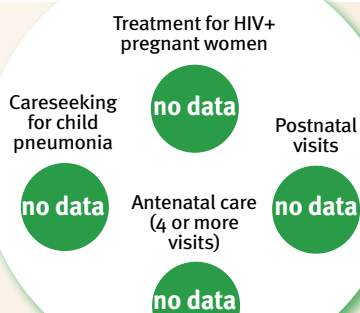 Treatment for HIV+
pregnant women
no data
Careseeking
for child
pneumonia
no data
Postnatal
visits
no data
Antenatal care
(4 or more
visits)
no data